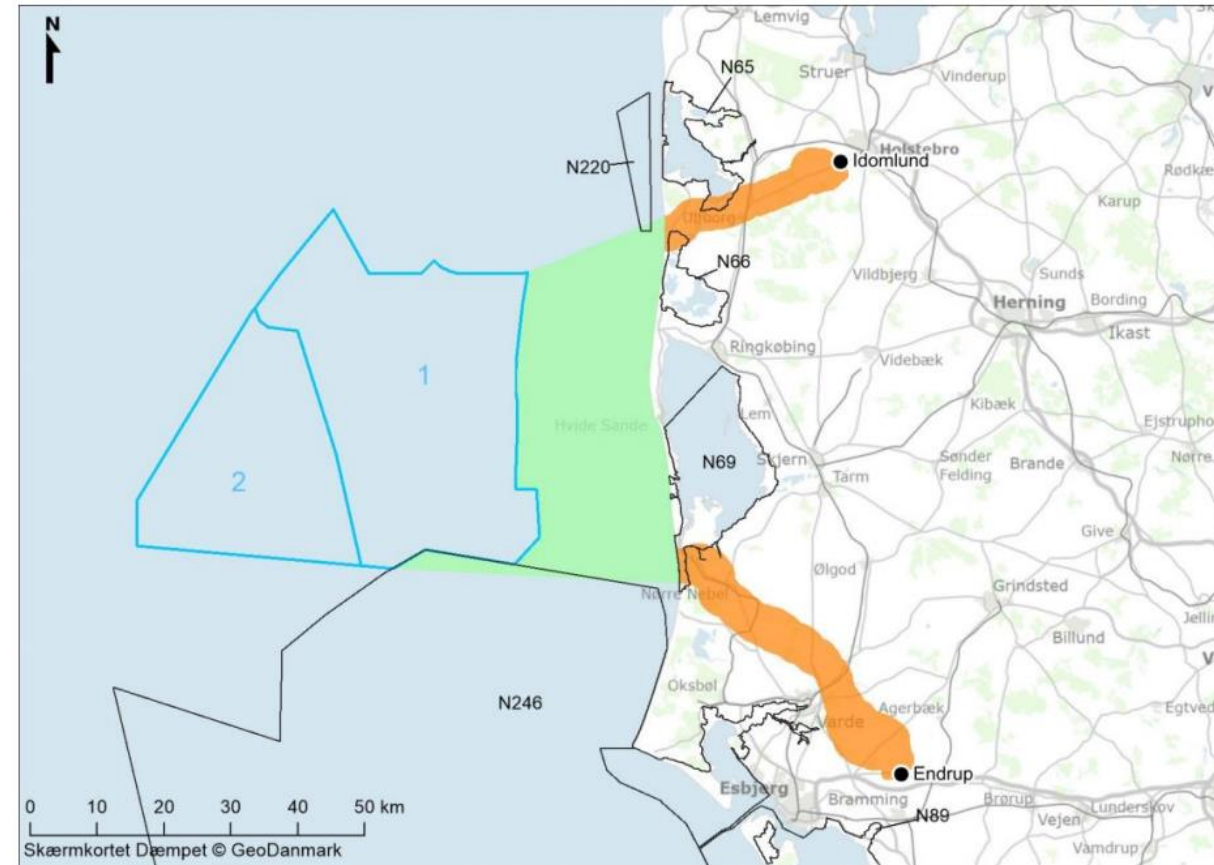 N
Lemvig
Struer
Vinderup
N65
Holstebro
N220
Idomlund
Rødkæ
Ulfborg
Karup
N66
Vildbjerg
Sunds
Herning
Bording
Ikast
Ringkøbing
Videbæk
1
Kibæk
Hvide Sande
Lem
Ejstrupho
N69
Skjern
Sønder
Felding
Brande
Nørre
2
Tarm
Give
Ølgod
Nørre Nebel
Grindsted
Billund
Jelli
Oksbøl
N246
Agerbæk
Egtved
Varde
Endrup
Esbjerg
Bramming
Brørup
Lunderskov
N89
Vejen
Vamdrup
0 10 20 30 40 50 km
Skærmkortet Dæmpet © GeoDanmark